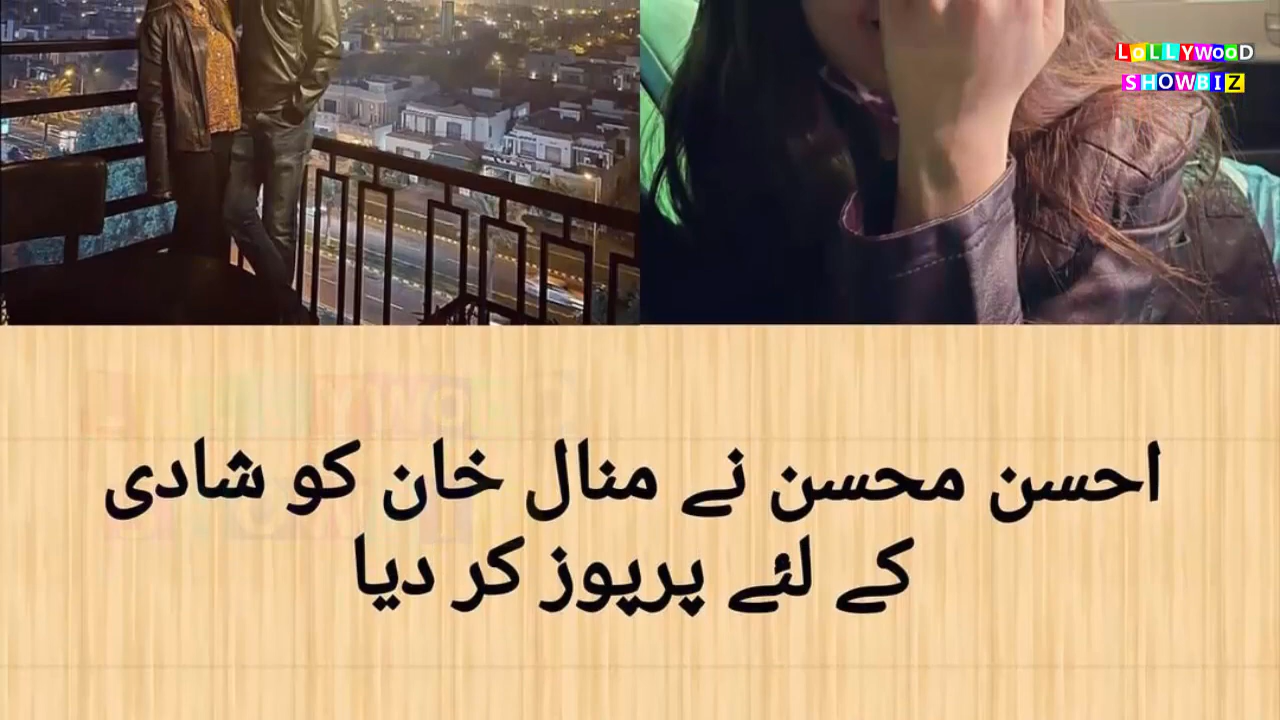 LOLLYWOOD
SHOWBIZ
احسن محسن نے منال خان کو شادی
کے لئے پرپوز کر دیا